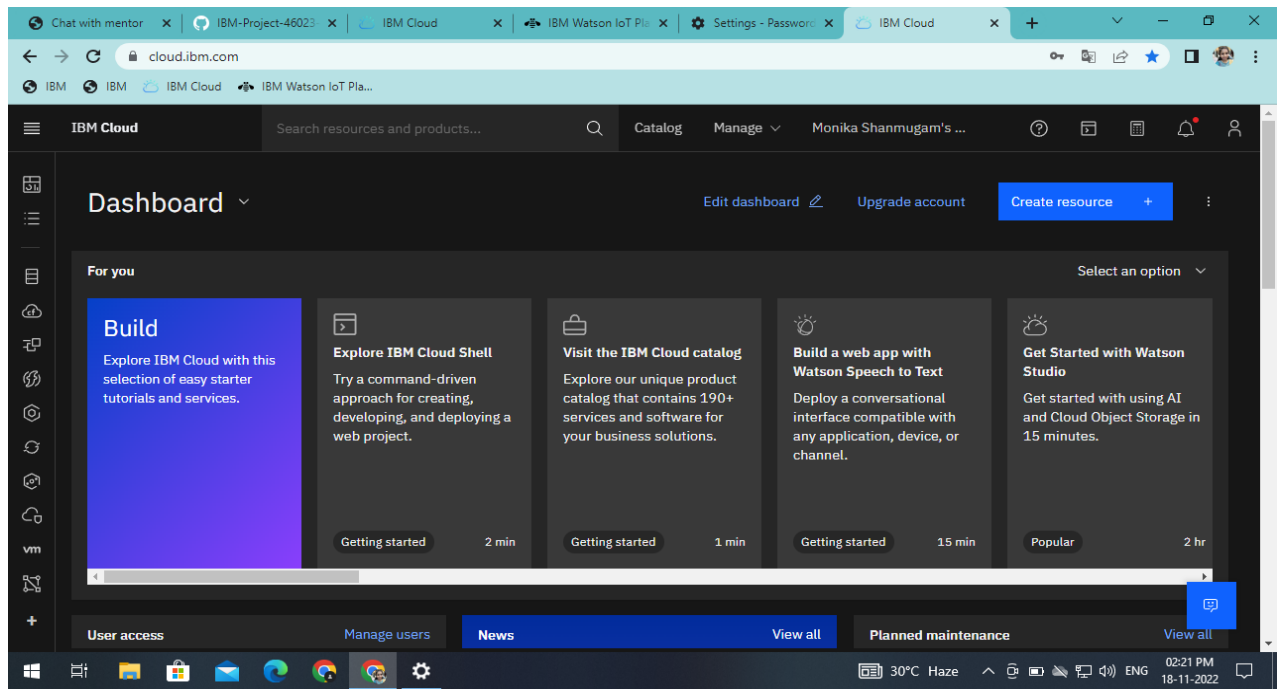 Chat with mentor
IBM-Project-46023-
IBM Cloud
IBM Watson IoT Pla
Settings - Password
IBM Cloud
cloud.ibm.com
IBM
IBM
IBM Cloud
IBM Watson IoT Pla...
IBM Cloud
Search resources and products...
Catalog
Manage
Monika Shanmugam's ...
Dashboard
Edit dashboard
Upgrade account
Create resource +
For you
Select an option
Build
Explore IBM Cloud with this
selection of easy starter
tutorials and services.
Explore IBM Cloud Shell
Try a command-driven
approach for creating,
developing, and deploying a
web project.
Getting started 2 min
Visit the IBM Cloud catalog
Explore our unique product
catalog that contains 190+
services and software for
your business solutions.
Getting started 1 min
Build a web app with
Watson Speech to Text
Deploy a conversational
interface compatible with
any application, device, or
channel.
Getting started 15 min
Get Started with Watson
Studio
Get started with using AI
and Cloud Object Storage in
15 minutes.
Popular 2 hr
vm
User access Manage users
News View all
Planned maintenance View all
30°C Haze
ENG
02:21 PM
18-11-2022